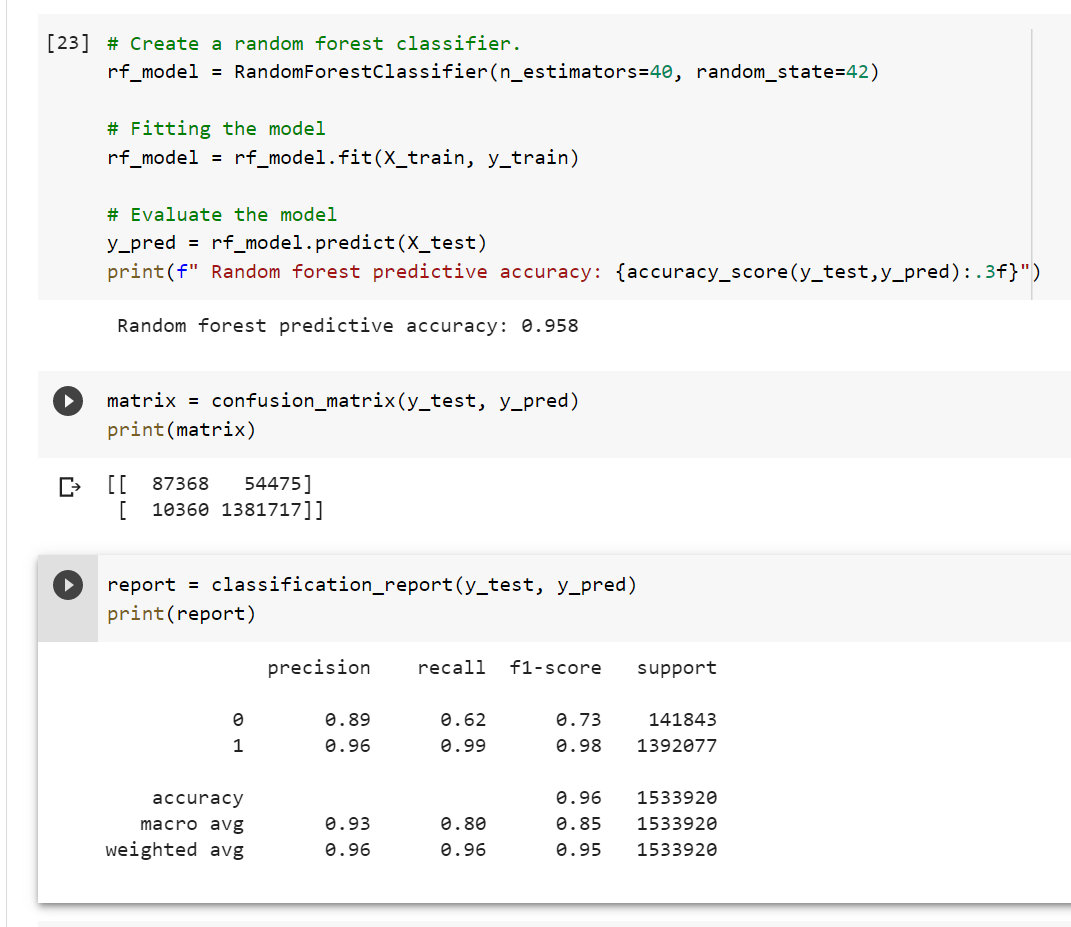 [23] # Create a random forest classifier.
rf_model = RandomForestClassifier(n_estimators=40, random_state=42)
# Fitting the model
rf_model = rf_model.fit(X_train, y_train)
# Evaluate the model
y_pred = rf_model.predict(X_test)
print(f" Random forest predictive accuracy: {accuracy_score(y_test,y_pred):.3f}")
Random forest predictive accuracy: 0.958
matrix = confusion_matrix(y_test, y_pred)
print(matrix)
[[  87368   54475]
[  10360 1381717]]
report = classification_report(y_test, y_pred)
print(report)
precision    recall  f1-score   support
0       0.89      0.62      0.73    141843
1       0.96      0.99      0.98   1392077
accuracy                           0.96   1533920
macro avg       0.93      0.80      0.85   1533920
weighted avg       0.96      0.96      0.95   1533920